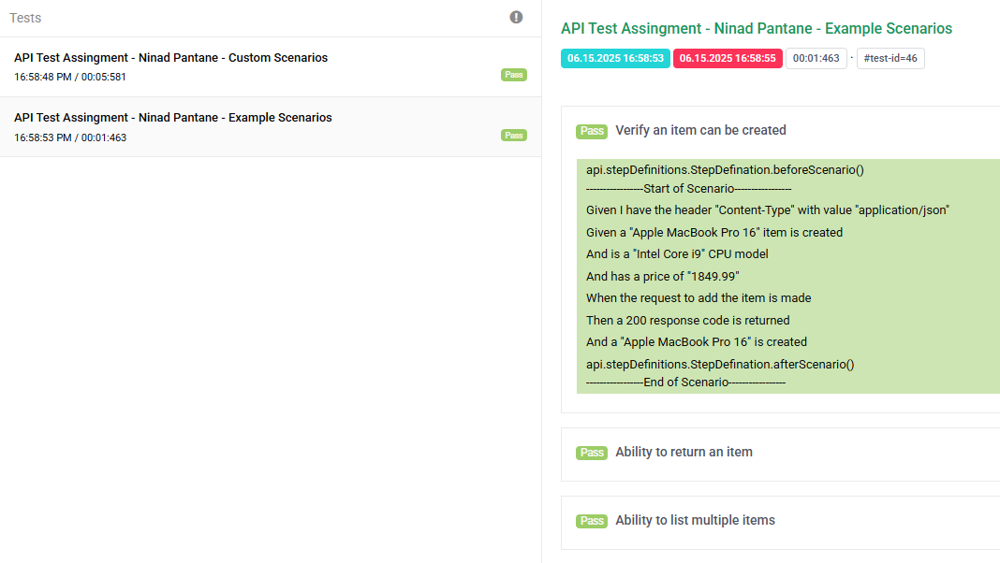 Tests
API Test Assingment - Ninad Pantane - Custom Scenarios
16:58:48 PM / 00:05:581
Pass
API Test Assingment - Ninad Pantane - Example Scenarios
16:58:53 PM / 00:01:463
Pass
API Test Assingment - Ninad Pantane - Example Scenarios
06.15.2025 16:58:53 06.15.2025 16:58:55 00:01:463 · #test-id=46
Pass Verify an item can be created
api.stepDefinitions.StepDefination.beforeScenario()
-----------------Start of Scenario-----------------
Given I have the header "Content-Type" with value "application/json"
Given a "Apple MacBook Pro 16" item is created
And is a "Intel Core i9" CPU model
And has a price of "1849.99"
When the request to add the item is made
Then a 200 response code is returned
And a "Apple MacBook Pro 16" is created
api.stepDefinitions.StepDefination.afterScenario()
-----------------End of Scenario-----------------
Pass Ability to return an item
Pass Ability to list multiple items